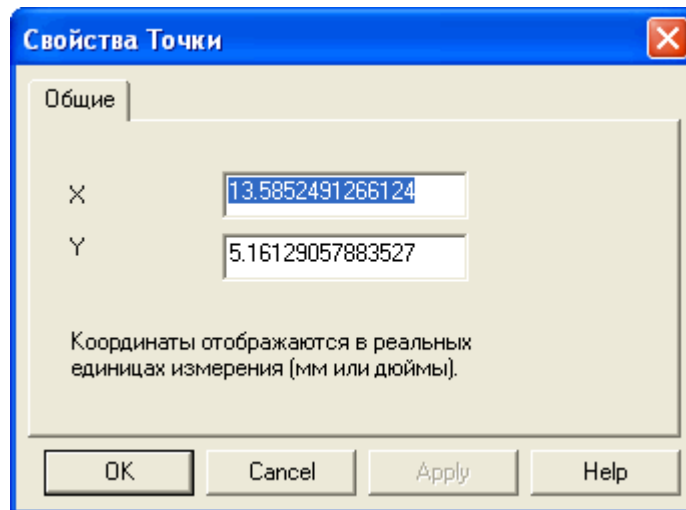 Свойства Точки
Общие
X 13.5852491266124
Y 5.16129057883527
Координаты отображаются в реальных
единицах измерения (мм или дюймы).
OK Cancel Apply Help